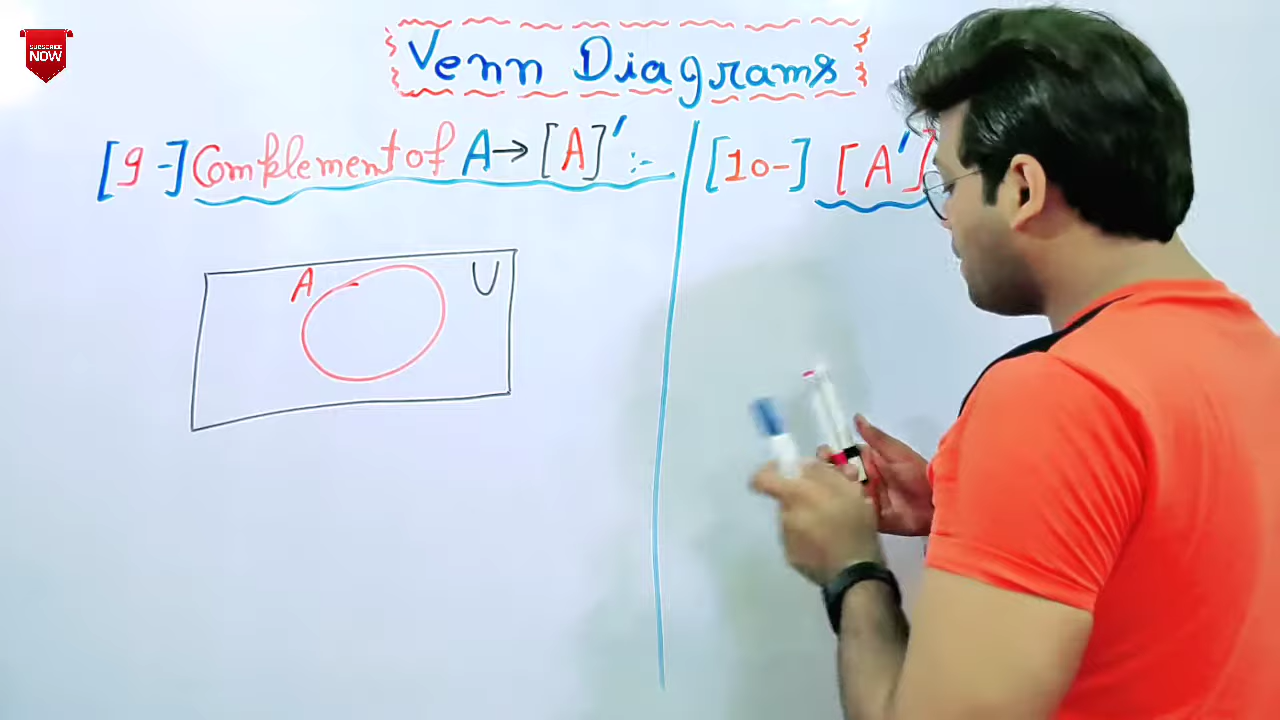 SUBSCRIBE
NOW
Venn Diagrams
[9-] Complement of A→[A]′:-
[10-] [A′]
A
U